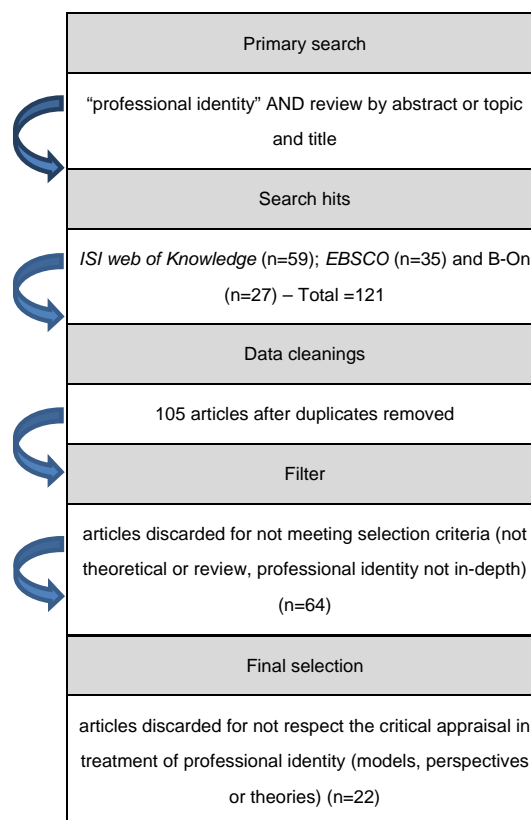 Primary search
“professional identity” AND review by abstract or topic
and title
Search hits
ISI web of Knowledge (n=59); EBSCO (n=35) and B-On
(n=27) – Total =121
Data cleanings
105 articles after duplicates removed
Filter
articles discarded for not meeting selection criteria (not
theoretical or review, professional identity not in-depth)
(n=64)
Final selection
articles discarded for not respect the critical appraisal in
treatment of professional identity (models, perspectives
or theories) (n=22)